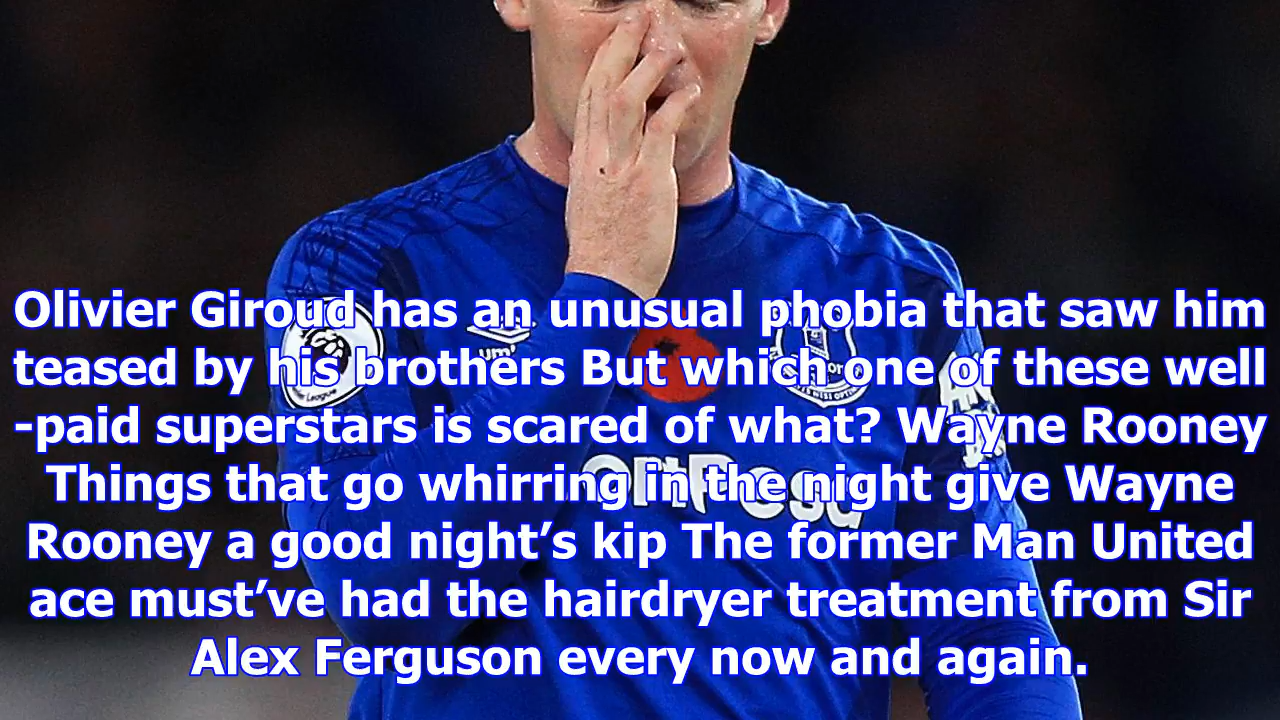 Olivier Giroud has an unusual phobia that saw him
teased by his brothers But which one of these well
-paid superstars is scared of what? Wayne Rooney
Things that go whirring in the night give Wayne
Rooney a good night’s kip The former Man United
ace must’ve had the hairdryer treatment from Sir
Alex Ferguson every now and again.